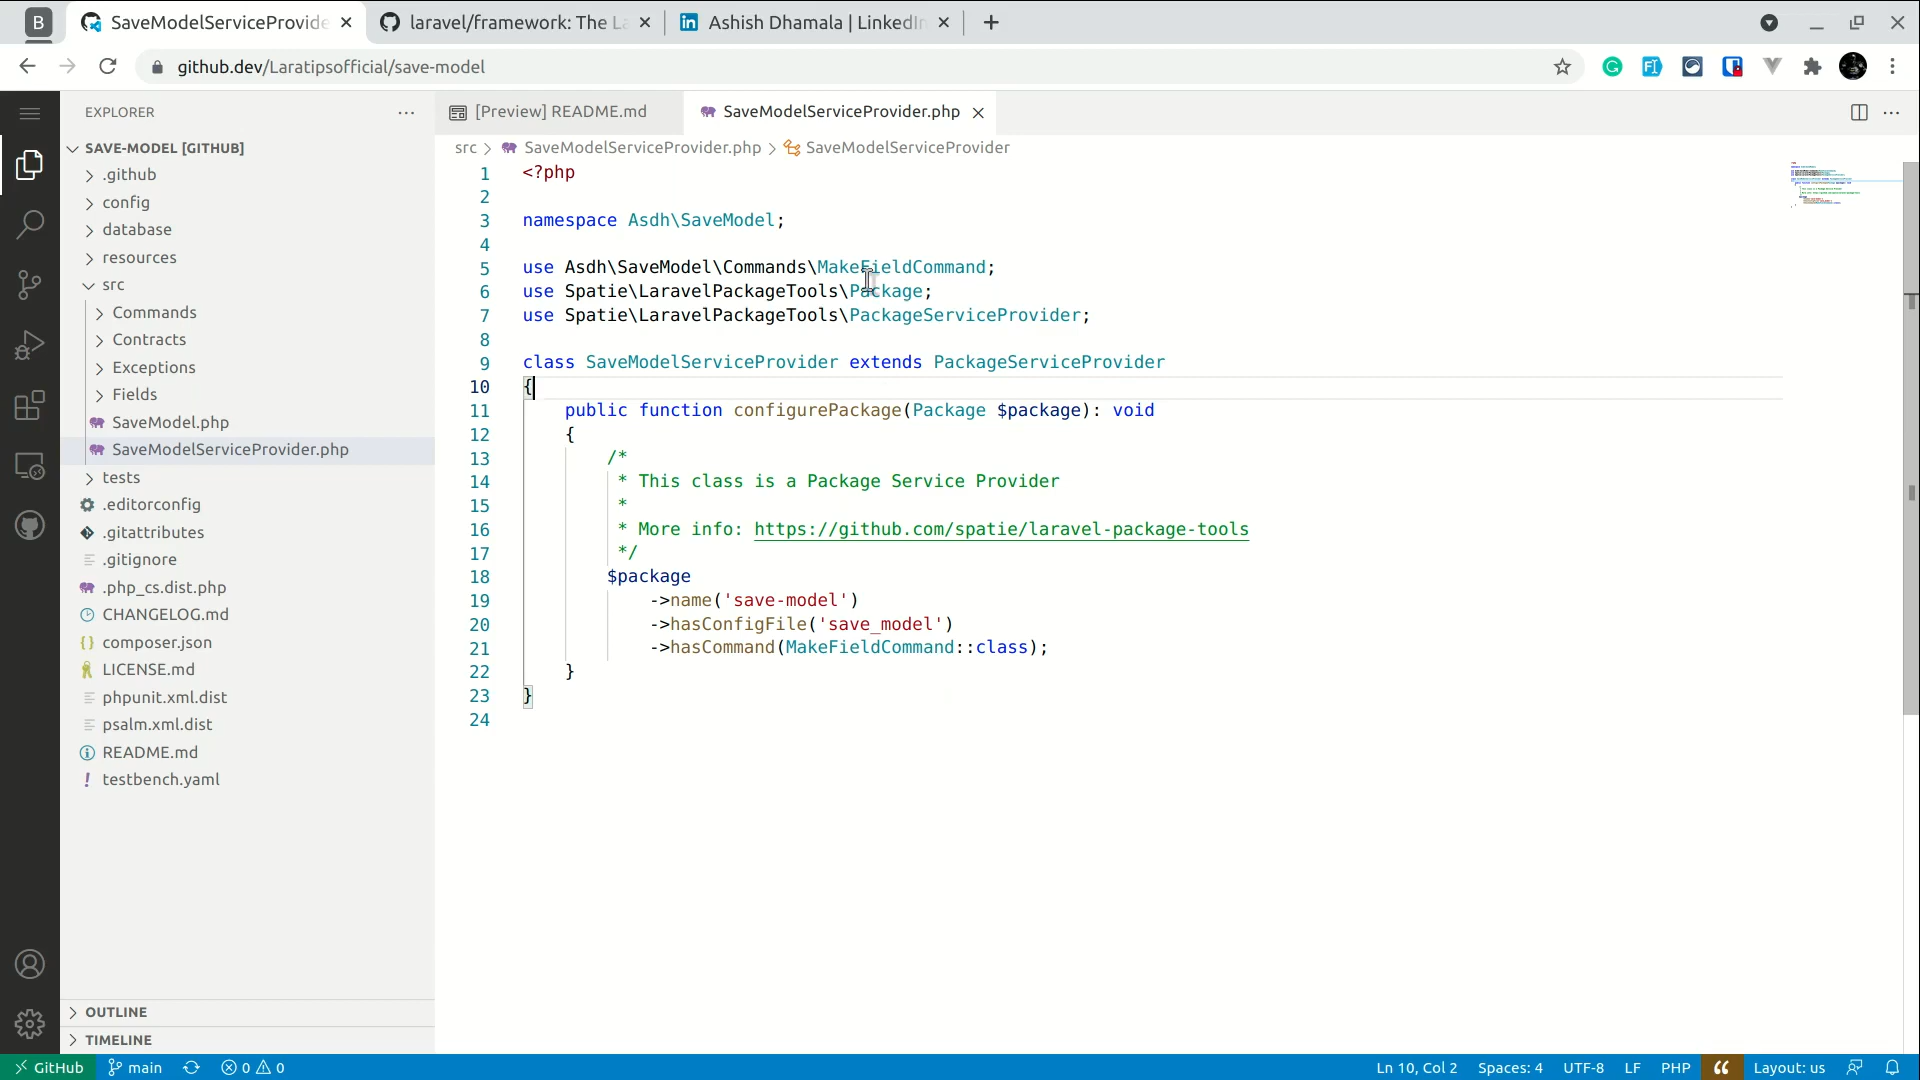 B
SaveModelServiceProvide
laravel/framework: The La
Ashish Dhamala | LinkedIn
github.dev/Laratipsofficial/save-model
EXPLORER
[Preview] README.md
SaveModelServiceProvider.php
SAVE-MODEL [GITHUB]
.github
config
database
resources
src
Commands
Contracts
Exceptions
Fields
SaveModel.php
SaveModelServiceProvider.php
tests
.editorconfig
.gitattributes
.gitignore
.php_cs.dist.php
CHANGELOG.md
composer.json
LICENSE.md
phpunit.xml.dist
psalm.xml.dist
README.md
testbench.yaml
OUTLINE
TIMELINE
src > SaveModelServiceProvider.php > SaveModelServiceProvider
1 <?php
2
3 namespace Asdh\SaveModel;
4
5 use Asdh\SaveModel\Commands\MakeFieldCommand;
6 use Spatie\LaravelPackageTools\Package;
7 use Spatie\LaravelPackageTools\PackageServiceProvider;
8
9 class SaveModelServiceProvider extends PackageServiceProvider
10 {
11 public function configurePackage(Package $package): void
12 {
13 /*
14 * This class is a Package Service Provider
15 *
16 * More info: https://github.com/spatie/laravel-package-tools
17 */
18 $package
19 ->name('save-model')
20 ->hasConfigFile('save_model')
21 ->hasCommand(MakeFieldCommand::class);
22 }
23 }
24
GitHub main 0 0 Ln 10, Col 2 Spaces: 4 UTF-8 LF PHP Layout: us